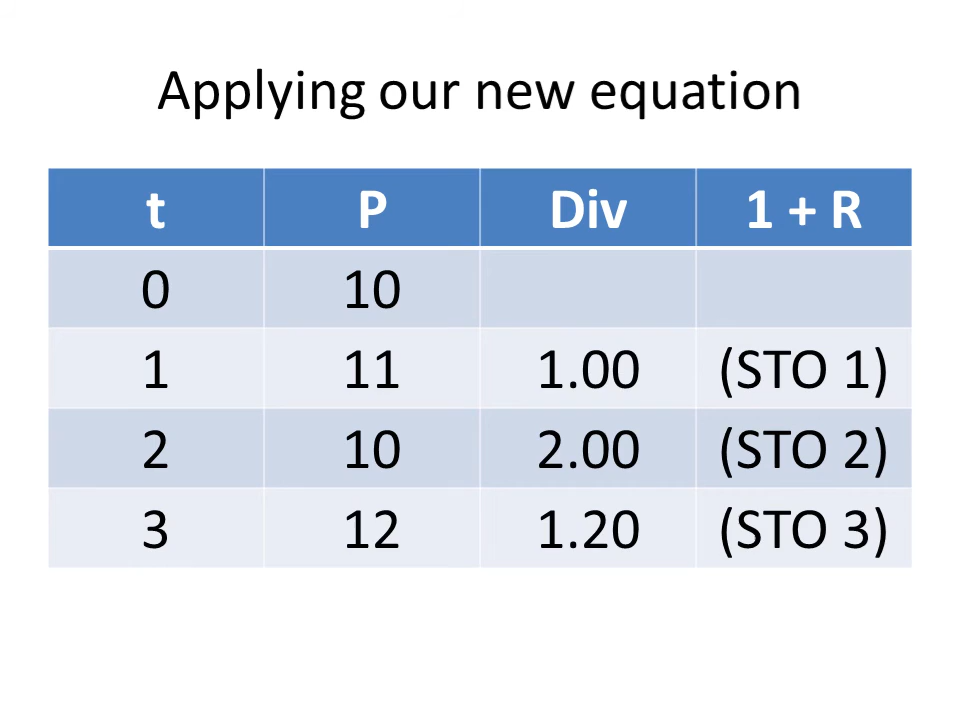 Applying our new equation
t P Div 1 + R
0 10
1 11 1.00 (STO 1)
2 10 2.00 (STO 2)
3 12 1.20 (STO 3)